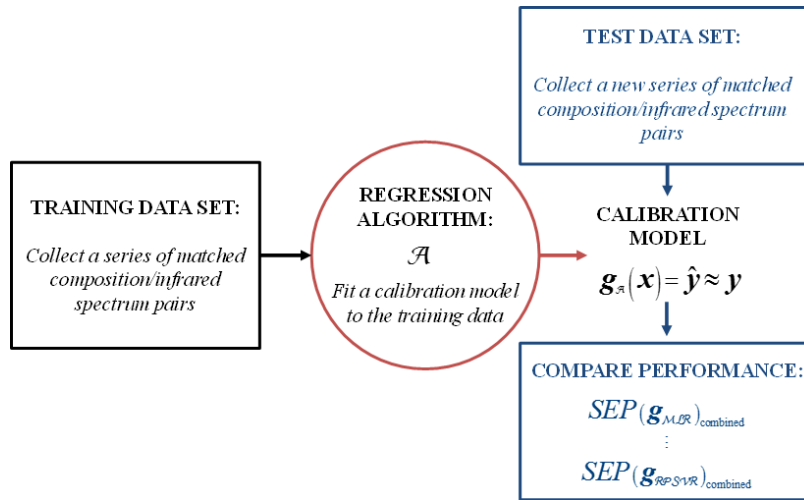 TRAINING DATA SET:
Collect a series of matched
composition/infrared
spectrum pairs
REGRESSION
ALGORITHM:
𝒜
Fit a calibration model
to the training data
TEST DATA SET:
Collect a new series of matched
composition/infrared spectrum
pairs
CALIBRATION
MODEL
g𝒜(x) = ŷ ≈ y
COMPARE PERFORMANCE:
SEP(gMLR)combined
⋮
SEP(gRPSVR)combined